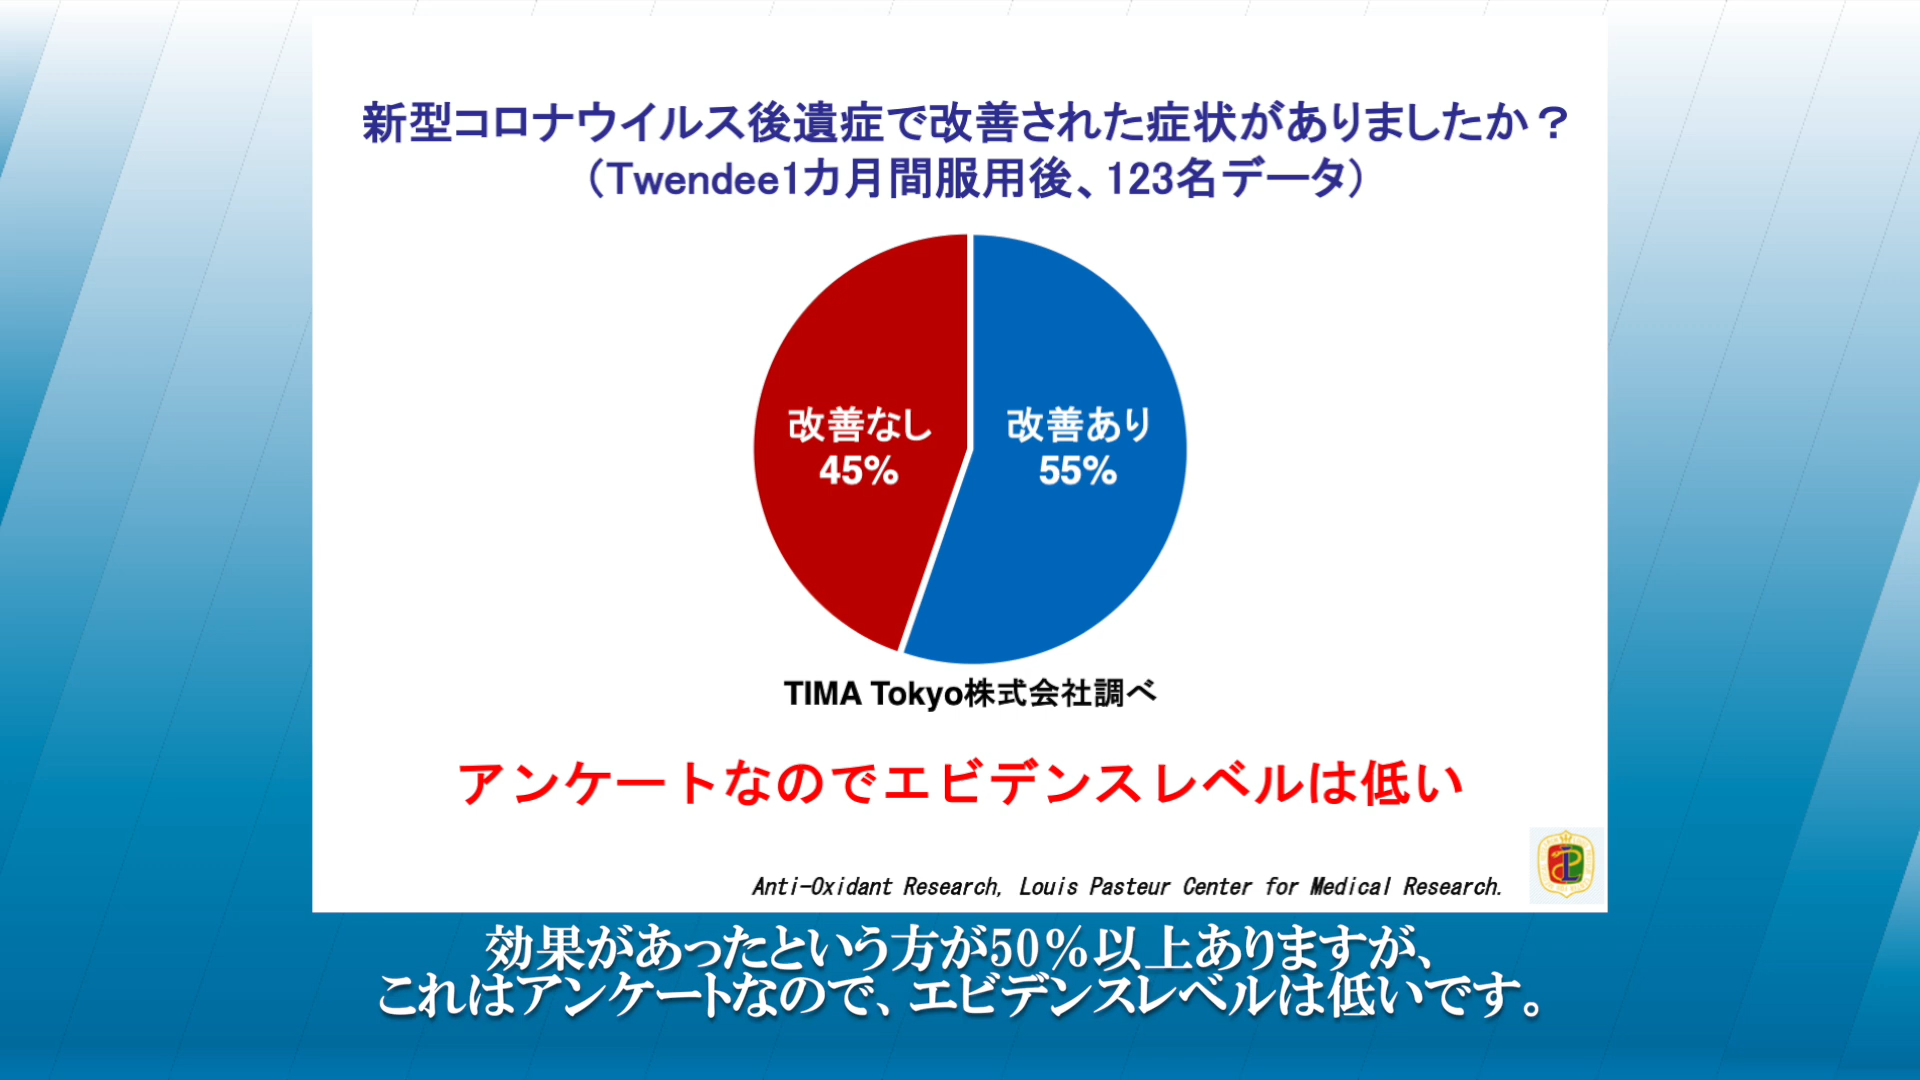 新型コロナウイルス後遺症で改善された症状がありましたか？
（Twendee1カ月間服用後、123名データ）
改善なし
45%
改善あり
55%
TIMA Tokyo株式会社調べ
アンケートなのでエビデンスレベルは低い
Anti-Oxidant Research, Louis Pasteur Center for Medical Research.
効果があったという方が50%以上ありますが、
これはアンケートなので、エビデンスレベルは低いです。